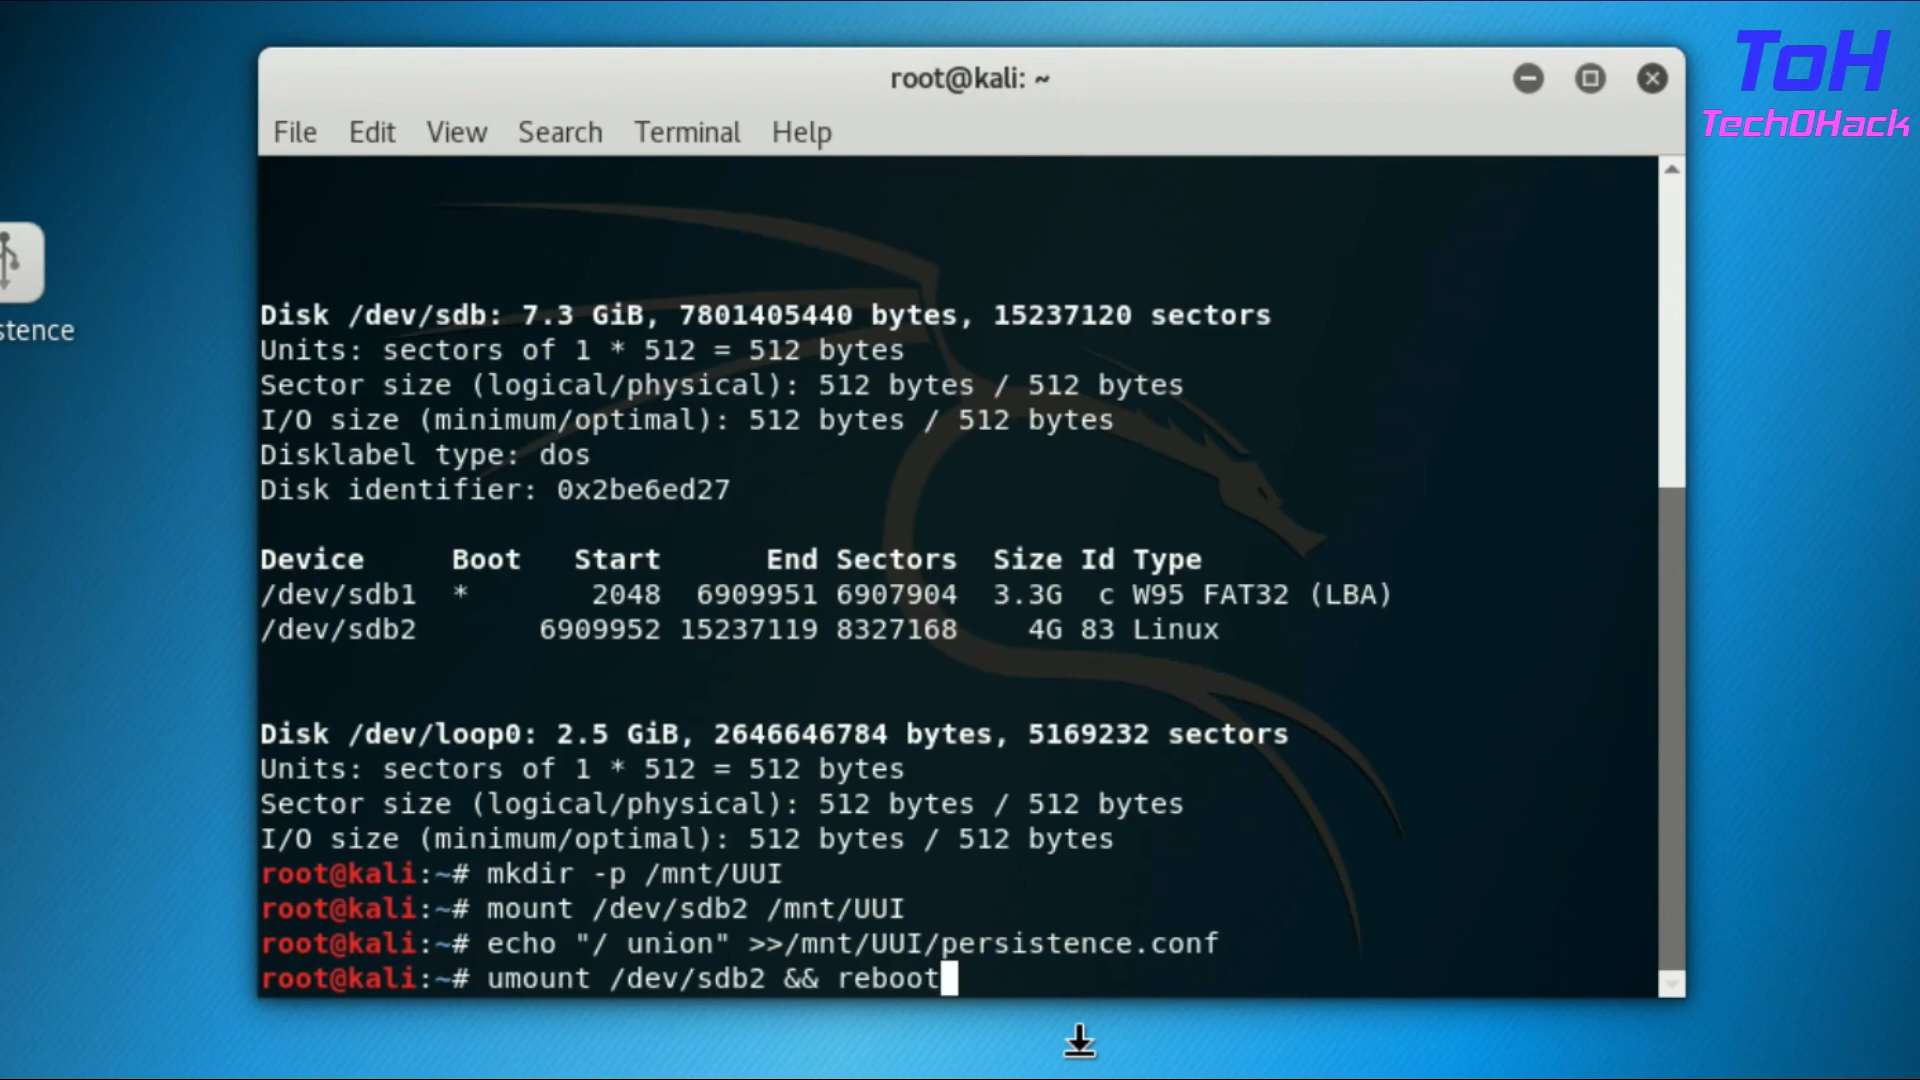 root@kali: ~
ToH
TechOHack
File Edit View Search Terminal Help
stence
Disk /dev/sdb: 7.3 GiB, 7801405440 bytes, 15237120 sectors
Units: sectors of 1 * 512 = 512 bytes
Sector size (logical/physical): 512 bytes / 512 bytes
I/O size (minimum/optimal): 512 bytes / 512 bytes
Disklabel type: dos
Disk identifier: 0x2be6ed27
Device Boot Start End Sectors Size Id Type
/dev/sdb1 * 2048 6909951 6907904 3.3G c W95 FAT32 (LBA)
/dev/sdb2 6909952 15237119 8327168 4G 83 Linux
Disk /dev/loop0: 2.5 GiB, 2646646784 bytes, 5169232 sectors
Units: sectors of 1 * 512 = 512 bytes
Sector size (logical/physical): 512 bytes / 512 bytes
I/O size (minimum/optimal): 512 bytes / 512 bytes
root@kali:~# mkdir -p /mnt/UUI
root@kali:~# mount /dev/sdb2 /mnt/UUI
root@kali:~# echo "/ union" >>/mnt/UUI/persistence.conf
root@kali:~# umount /dev/sdb2 && reboot